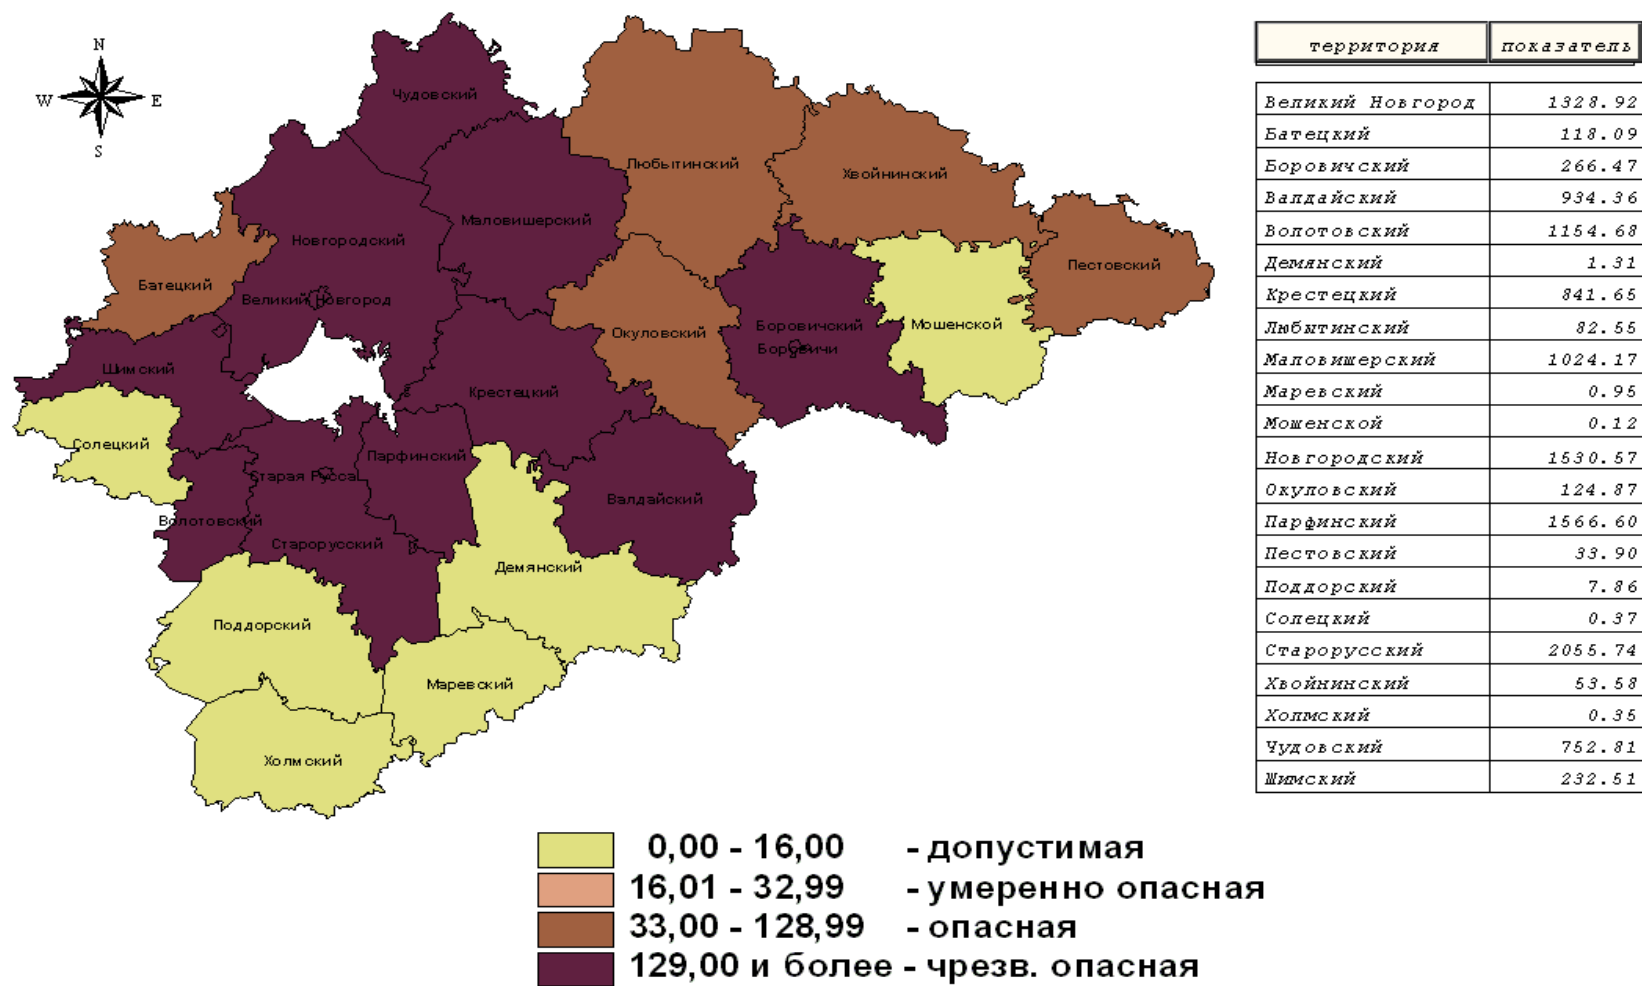 N
W E
S
Чудовский
Любытинский
Хвойнинский
Маловишерский
Новгородский
Пестовский
Батецкий
Великий Новгород
Окуловский
Боровичский
Мошенской
Боровичи
Шимский
Крестецкий
Солецкий
Парфинский
Старая Русса
Валдайский
Волотовский
Старорусский
Демянский
Поддорский
Маревский
Холмский
территория показатель
Великий Новгород 1328.92
Батецкий 118.09
Боровичский 266.47
Валдайский 934.36
Волотовский 1154.68
Демянский 1.31
Крестецкий 841.65
Любытинский 82.55
Маловишерский 1024.17
Маревский 0.95
Мошенской 0.12
Новгородский 1530.57
Окуловский 124.87
Парфинский 1566.60
Пестовский 33.90
Поддорский 7.86
Солецкий 0.37
Старорусский 2055.74
Хвойнинский 53.58
Холмский 0.35
Чудовский 752.81
Шимский 232.51
0,00 - 16,00 - допустимая
16,01 - 32,99 - умеренно опасная
33,00 - 128,99 - опасная
129,00 и более - чрезв. опасная